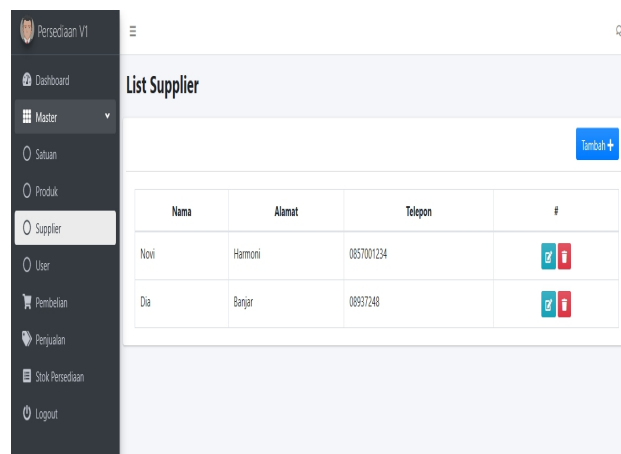 Persediaan V1
Dashboard
Master
Satuan
Produk
Supplier
User
Pembelian
Penjualan
Stok Persediaan
Logout
List Supplier
Tambah +
Nama Alamat Telepon #
Novi Harmoni 0857001234
Dia Banjar 08937248